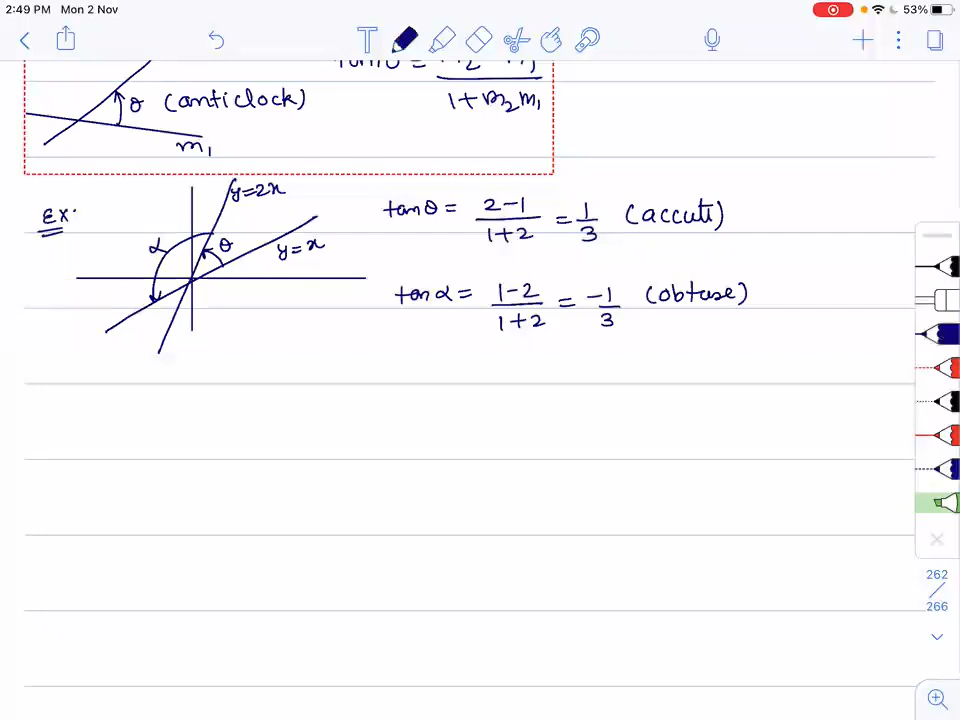 2:49 PM Mon 2 Nov
53%
T
1 + m₂m₁
θ (anticlock)
m₁
Ex:
y=2x
y=x
α
θ
tanθ = 2-1/1+2 = 1/3 (accuti)
tanα = 1-2/1+2 = -1/3 (obtuse)
262
/
266